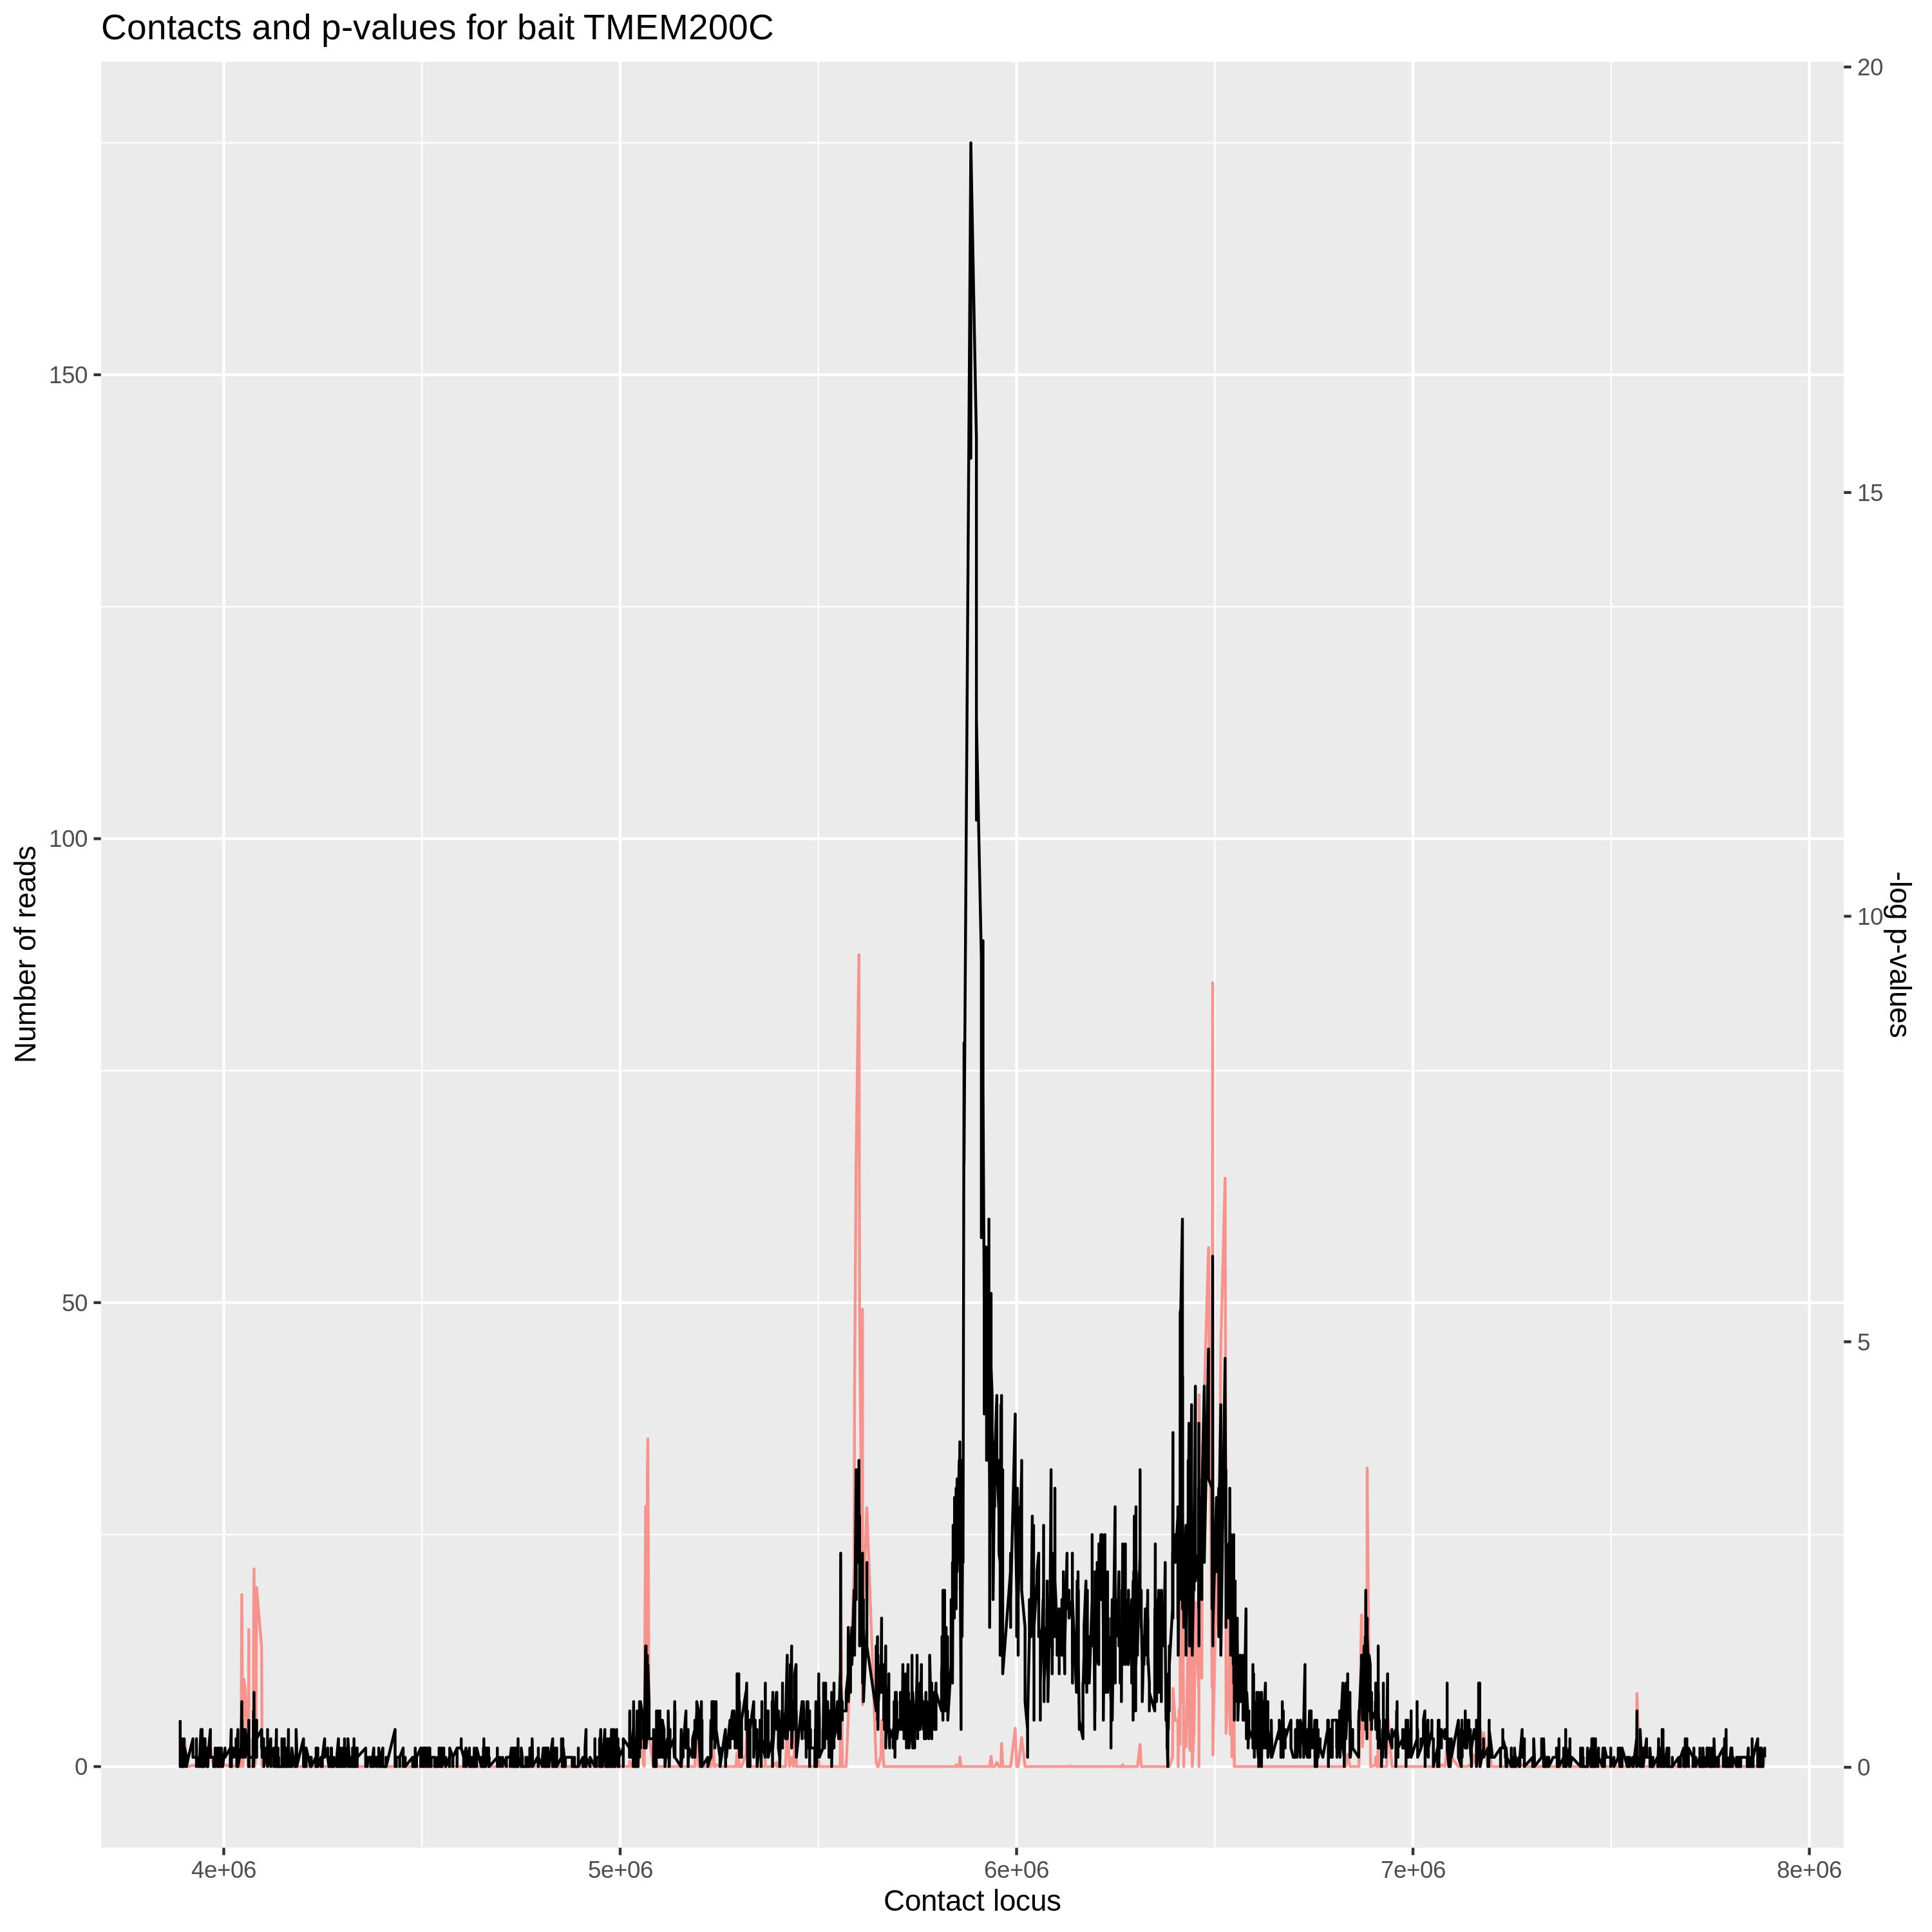 Contacts and p-values for bait TMEM200C
20
15
10
5
0
-log p-values
150
100
50
0
Number of reads
4e+06 5e+06 6e+06 7e+06 8e+06
Contact locus